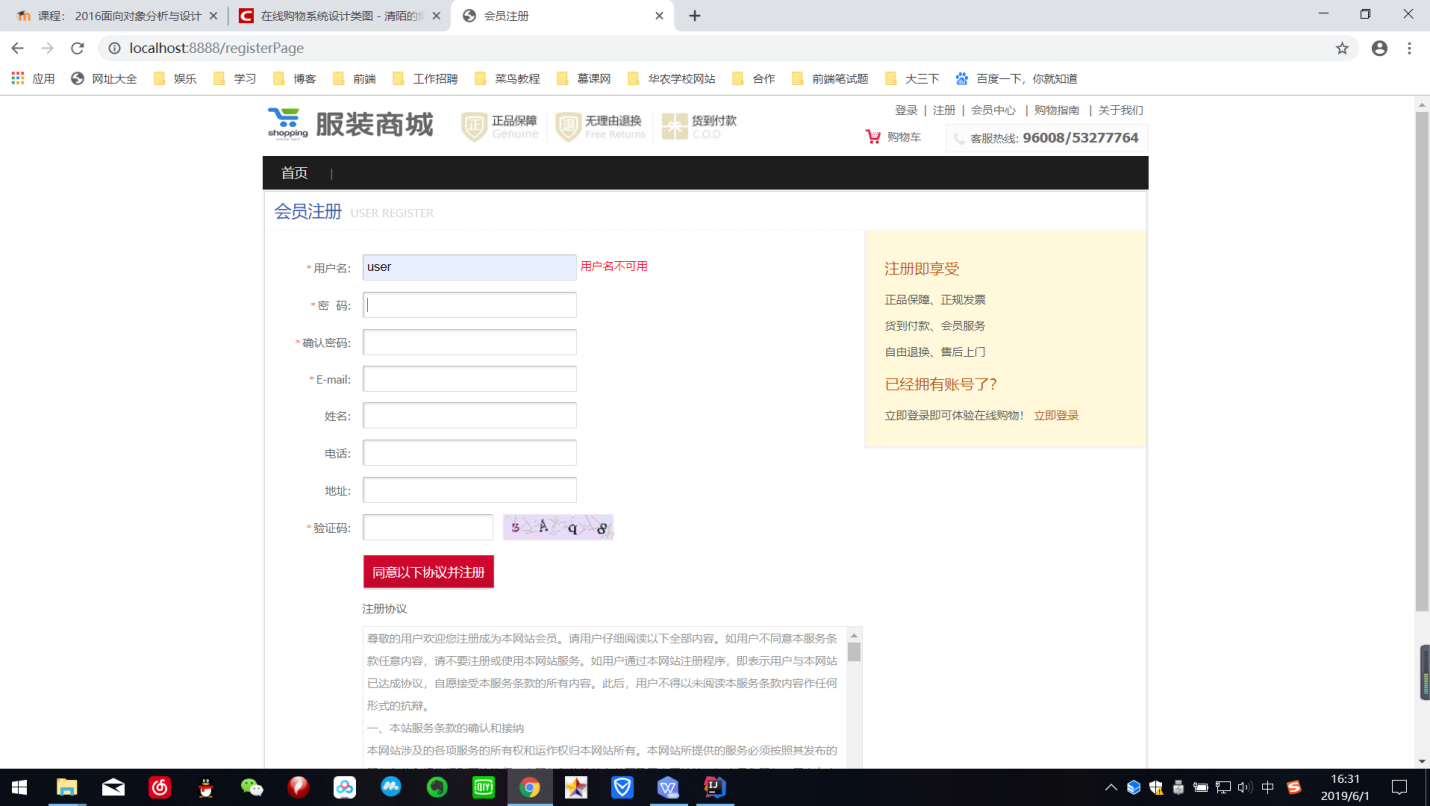 课程： 2016面向对象分析与设计
在线购物系统设计类图 - 清陌的
会员注册
localhost:8888/registerPage
应用 网址大全 娱乐 学习 博客 前端 工作招聘 菜鸟教程 慕课网 华农学校网站 合作 前端笔试题 大三下 百度一下，你就知道
登录 | 注册 | 会员中心 | 购物指南 | 关于我们
shopping 服装商城
正 正品保障 Genuine
退 无理由退换 Free Returns
货到付款 C.O.D
购物车 客服热线: 96008/53277764
首页 |
会员注册 USER REGISTER
*用户名: user 用户名不可用
*密 码:
*确认密码:
*E-mail:
姓名:
电话:
地址:
*验证码: s A q 8
同意以下协议并注册
注册协议
尊敬的用户欢迎您注册成为本网站会员。请用户仔细阅读以下全部内容。如用户不同意本服务条
款任意内容，请不要注册或使用本网站服务。如用户通过本网站注册程序，即表示用户与本网站
已达成协议，自愿接受本服务条款的所有内容。此后，用户不得以未阅读本服务条款内容作任何
形式的抗辩。
一、本站服务条款的确认和接纳
本网站涉及的各项服务的所有权和运作权归本网站所有。本网站所提供的服务必须按照其发布的
注册即享受
正品保障、正规发票
货到付款、会员服务
自由退换、售后上门
已经拥有账号了?
立即登录即可体验在线购物! 立即登录
中
16:31
2019/6/1